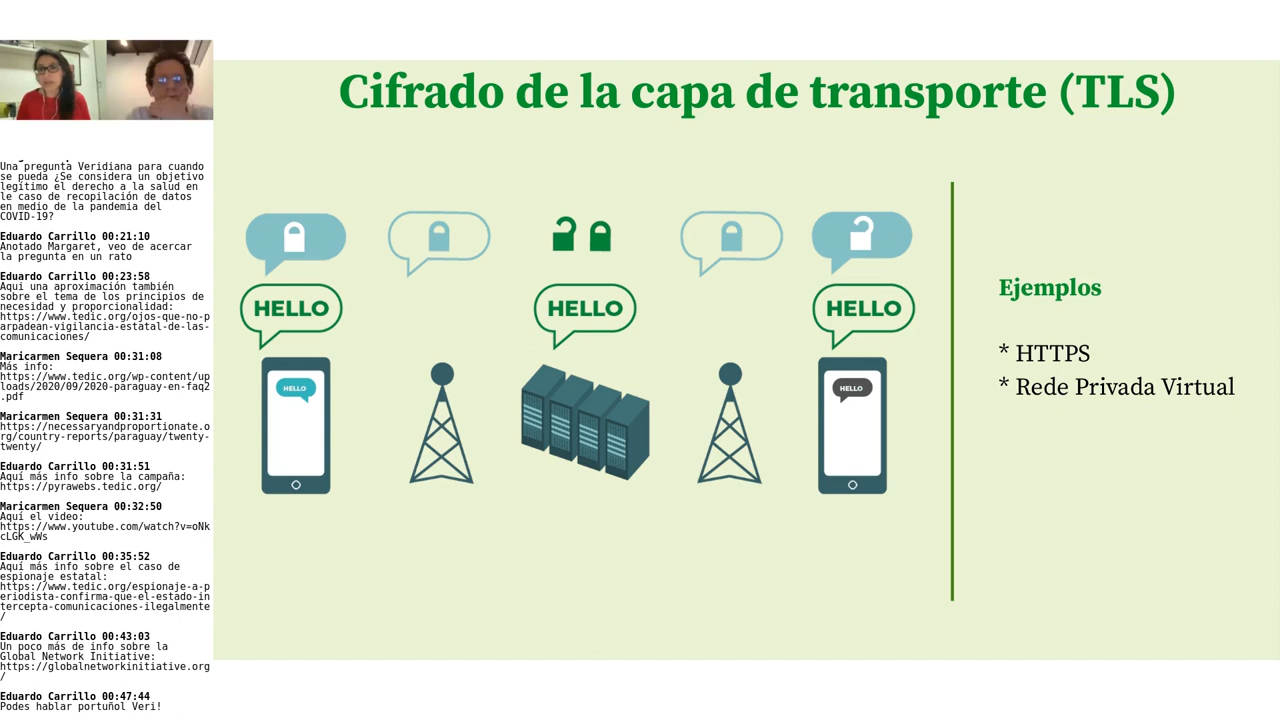 Cifrado de la capa de transporte (TLS)
HELLO
HELLO
HELLO
HELLO
HELLO
Ejemplos
* HTTPS
* Rede Privada Virtual
Una pregunta Veridiana para cuando
se pueda ¿Se considera un objetivo
legítimo el derecho a la salud en
le caso de recopilación de datos
en medio de la pandemia del
COVID-19?
Eduardo Carrillo 00:21:10
Anotado Margaret, veo de acercar
la pregunta en un rato
Eduardo Carrillo 00:23:58
Aqui una aproximación también
sobre el tema de los principios de
necesidad y proporcionalidad:
https://www.tedic.org/ojos-que-no-p
arpadean-vigilancia-estatal-de-las-
comunicaciones/
Maricarmen Sequera 00:31:08
Más info:
https://www.tedic.org/wp-content/up
loads/2020/09/2020-paraguay-en-faq2
.pdf
Maricarmen Sequera 00:31:31
https://necessaryandproportionate.o
rg/country-reports/paraguay/twenty-
twenty/
Eduardo Carrillo 00:31:51
Aquí más info sobre la campaña:
https://pyrawebs.tedic.org/
Maricarmen Sequera 00:32:50
Aquí el video:
https://www.youtube.com/watch?v=oNk
cLGK_wWs
Eduardo Carrillo 00:35:52
Aquí más info sobre el caso de
espionaje estatal:
https://www.tedic.org/espionaje-a-p
eriodista-confirma-que-el-estado-in
tercepta-comunicaciones-ilegalmente
/
Eduardo Carrillo 00:43:03
Un poco más de info sobre la
Global Network Initiative:
https://globalnetworkinitiative.org
/
Eduardo Carrillo 00:47:44
Podes hablar portuñol Veri!